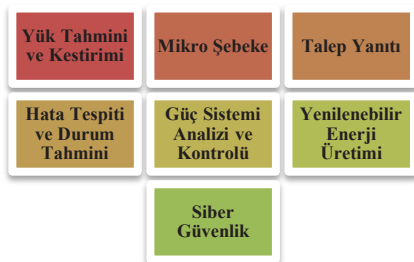 Yük Tahmini
ve Kestirimi
Mikro Şebeke
Talep Yanıtı
Hata Tespiti
ve Durum
Tahmini
Güç Sistemi
Analizi ve
Kontrolü
Yenilenebilir
Enerji
Üretimi
Siber
Güvenlik